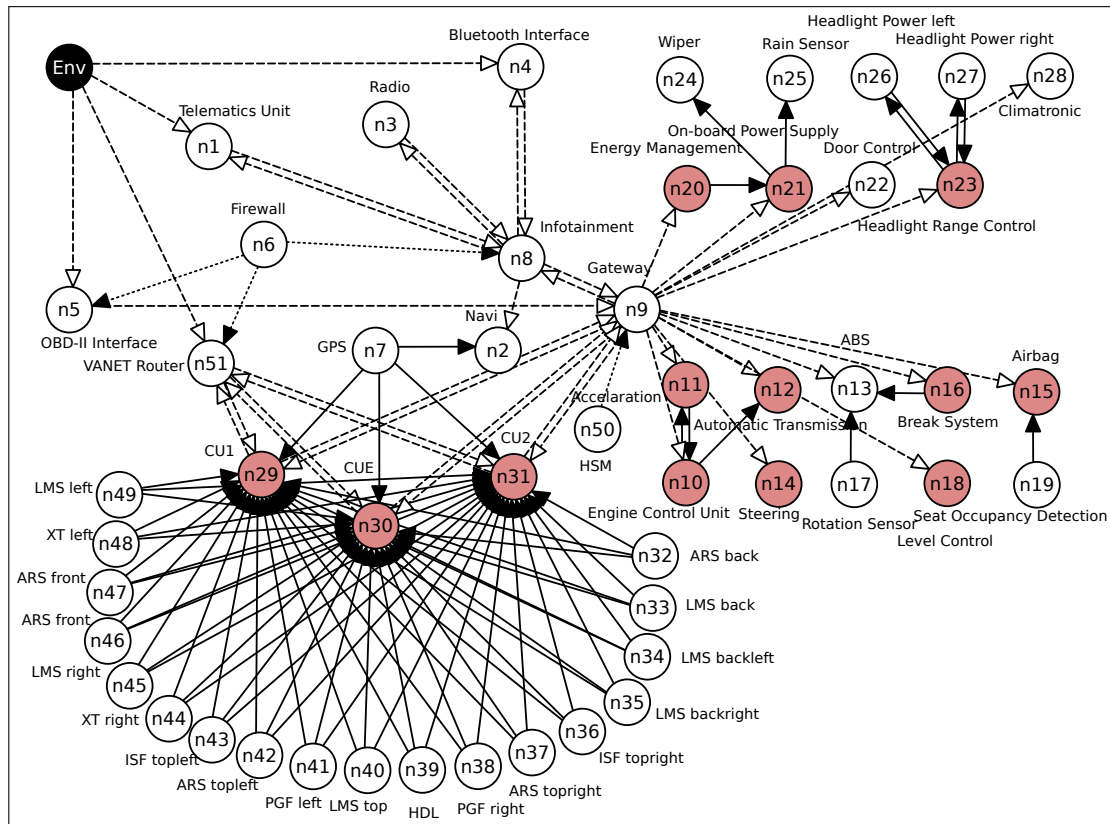 Headlight Power left
Bluetooth Interface
Wiper
Rain Sensor
Headlight Power right
Env
n4
n24
n25
n26
n27
n28
Radio
Climatronic
Telematics Unit
n3
n1
On-board Power Supply
Energy Management
Door Control
n20
n21
n22
n23
Firewall
Infotainment
Headlight Range Control
n6
n8
Gateway
n5
n9
OBD-II Interface
Navi
VANET Router
GPS
n7
n2
n51
ABS
Airbag
n11
n12
n13
n16
n15
Accelaration
Automatic Transmission
Break System
n50
HSM
CU1
CU2
CUE
n29
n31
n30
LMS left
n49
n10
n14
n17
n18
n19
Engine Control Unit
Steering
Rotation Sensor
Seat Occupancy Detection
Level Control
XT left
n48
n32
ARS back
ARS front
n47
n33
LMS back
ARS front
n46
n34
LMS backleft
LMS right
n45
n35
LMS backright
XT right
n44
n36
ISF topright
ISF topleft
n43
n37
ARS topright
ARS topleft
n42
n41
n40
n39
n38
PGF left
LMS top
HDL
PGF right